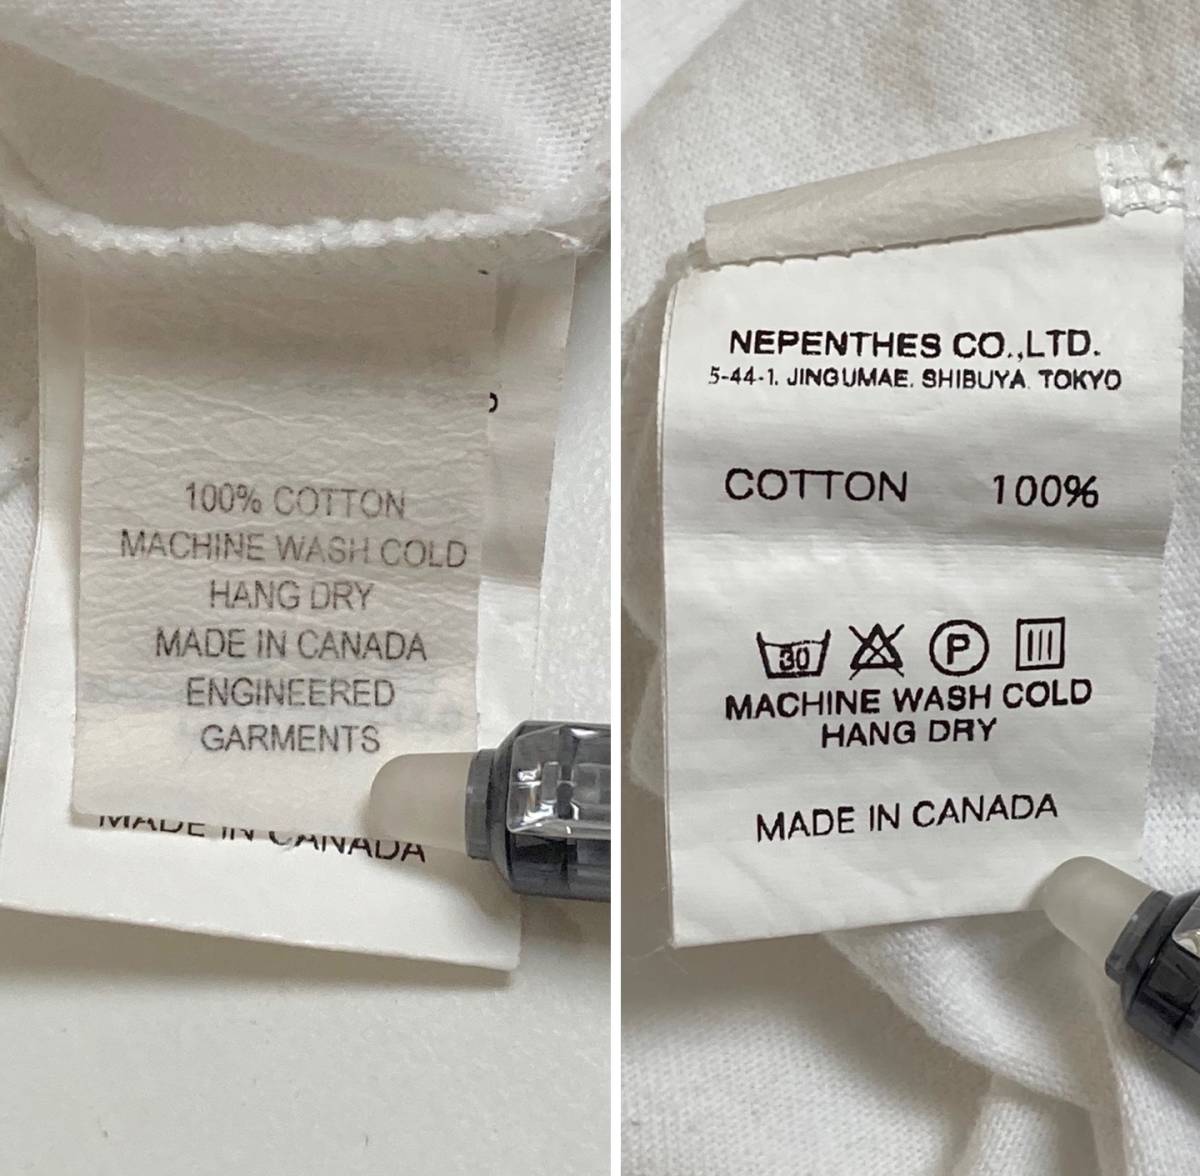 100% COTTON
MACHINE WASH COLD
HANG DRY
MADE IN CANADA
ENGINEERED
GARMENTS
MADE IN CANADA
NEPENTHES CO.,LTD.
5-44-1, JINGUMAE, SHIBUYA, TOKYO
COTTON 100%
30 P
MACHINE WASH COLD
HANG DRY
MADE IN CANADA